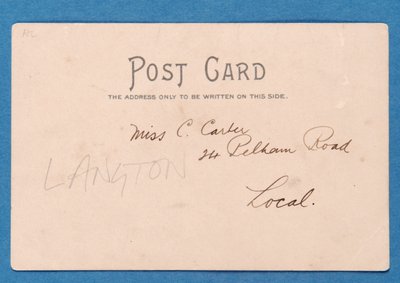 POST CARD
THE ADDRESS ONLY TO BE WRITTEN ON THIS SIDE.
Miss C. Carter
24 Pelham Road
LANGTON
Local.